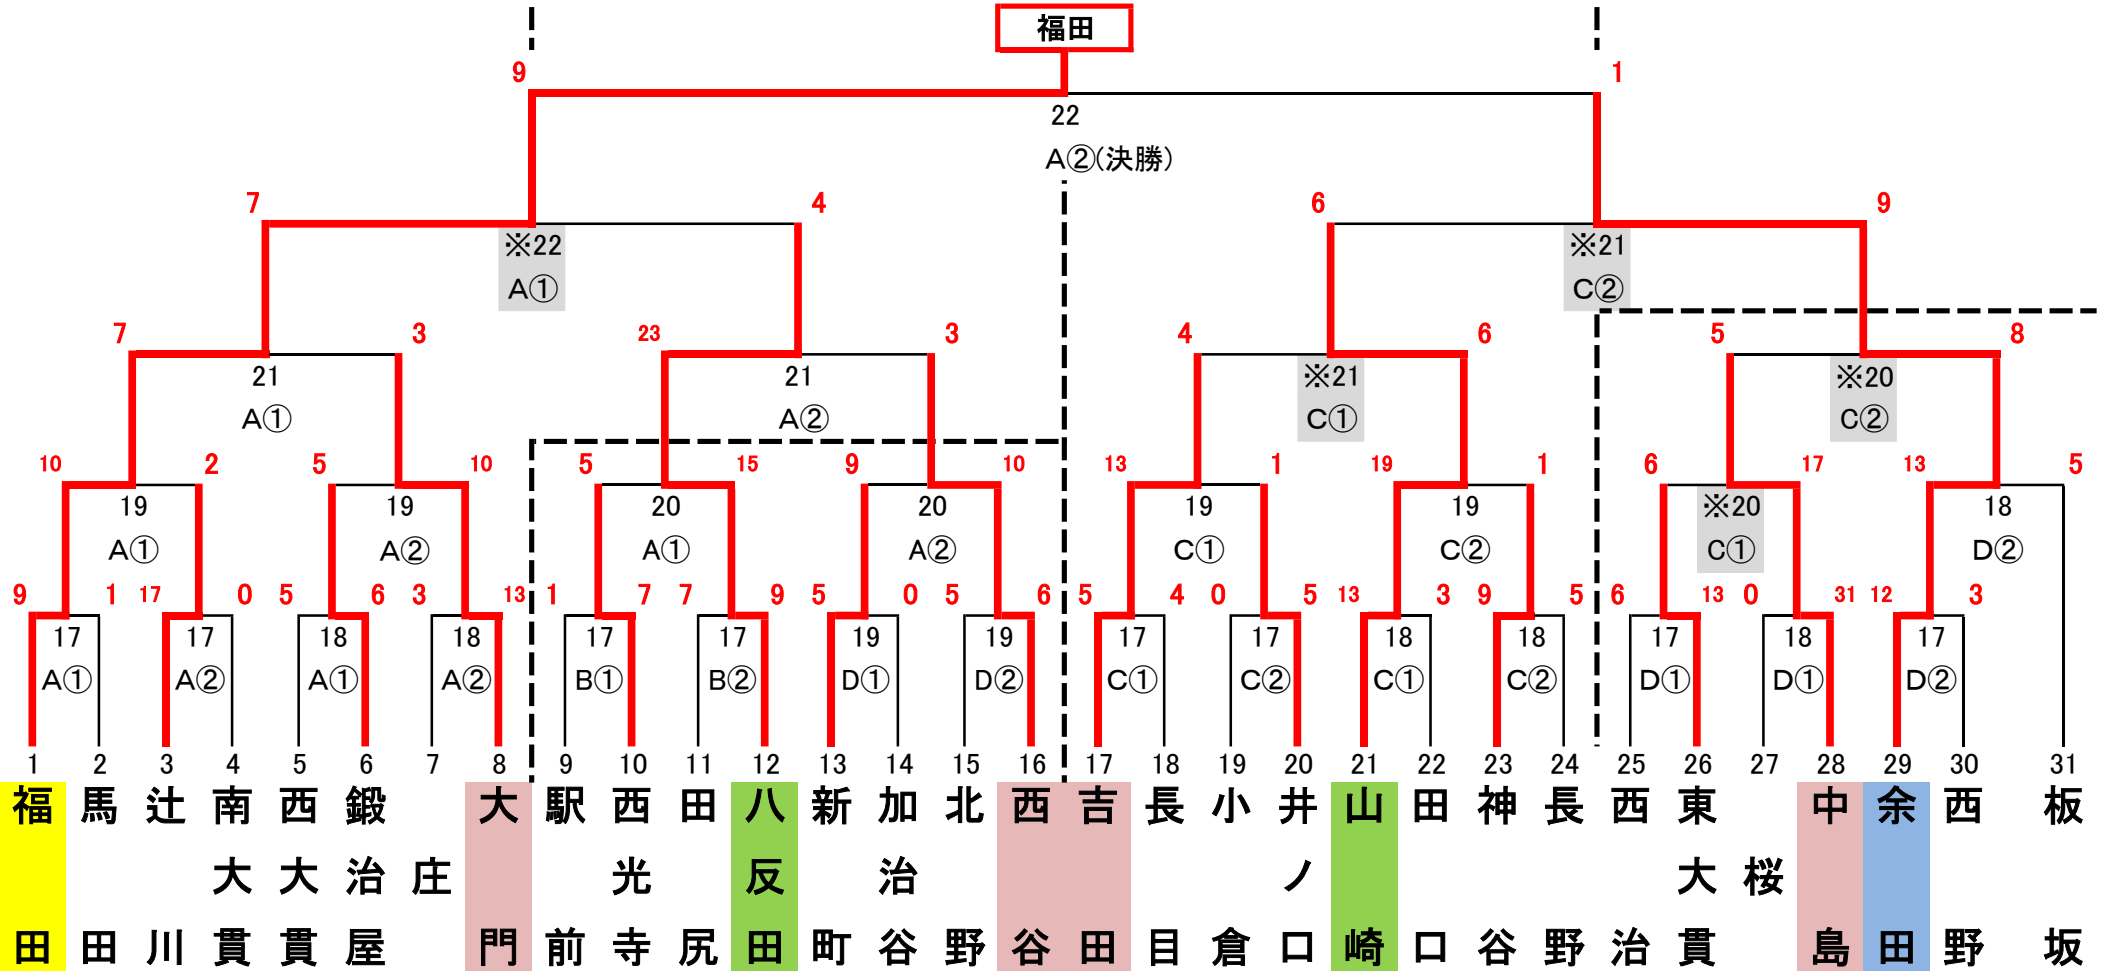 福田
9 1
22
A②(決勝)
7 4 6 9
※22 ※21
A① C②
7 3 23 3 4 6 5 8
21 21 ※21 ※20
A① A② C① C②
10 2 5 10 5 15 9 10 13 1 19 1 6 17 13 5
19 19 20 20 19 19 ※20 18
A① A② A① A② C① C② C① D②
9 1 17 0 5 6 3 13 1 7 7 9 5 0 5 6 5 4 0 5 13 3 9 5 6 13 0 31 12 3
17 17 18 18 17 17 19 19 17 17 18 18 17 18 17
A① A② A① A② B① B② D① D② C① C② C① C② D① D① D②
1 2 3 4 5 6 7 8 9 10 11 12 13 14 15 16 17 18 19 20 21 22 23 24 25 26 27 28 29 30 31
福田
馬田
辻川
南大貫
西大貫
鍛治屋
庄
大門
駅前
西光寺
田尻
八反田
新町
加治谷
北野
西谷
吉田
長目
小倉
井ノ口
山崎
田口
神谷
長野
西治
東大貫
桜
中島
余田
西野
板坂